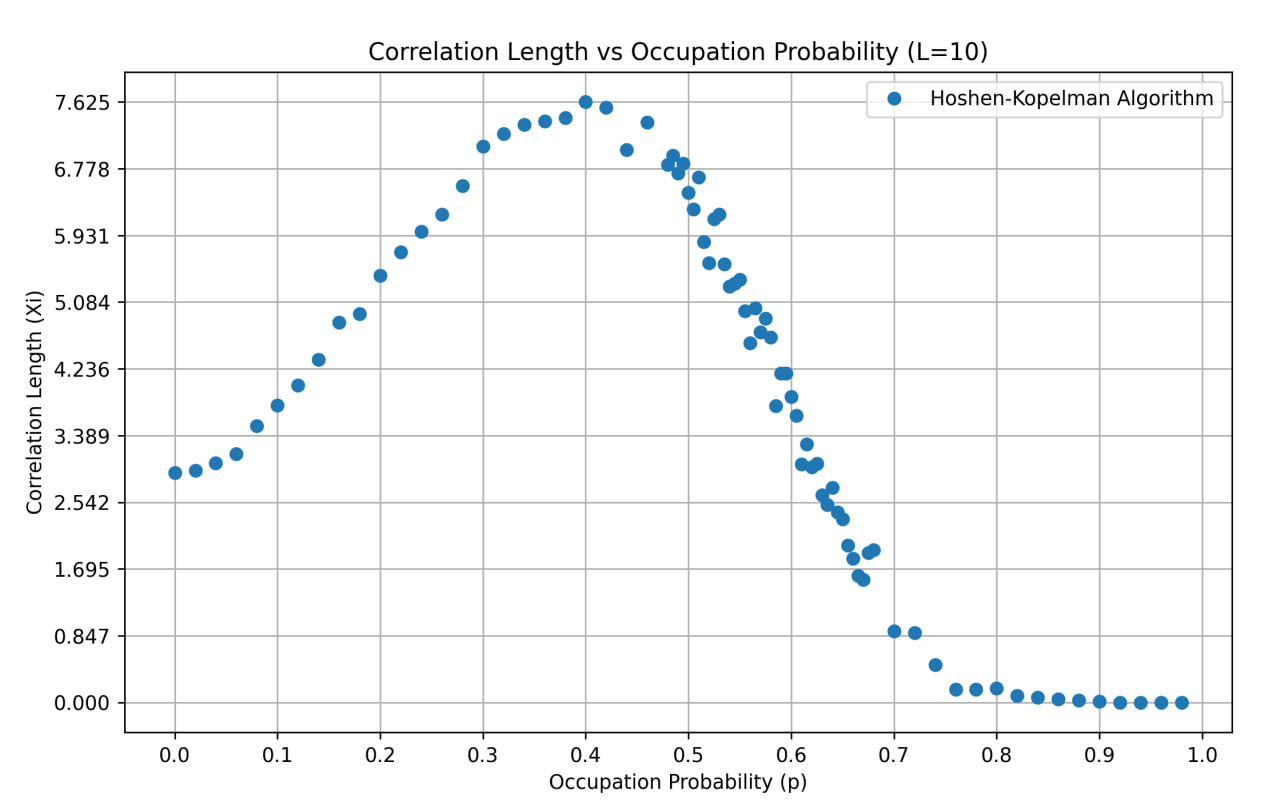 Correlation Length vs Occupation Probability (L=10)
Hoshen-Kopelman Algorithm
Correlation Length (Xi)
7.625
6.778
5.931
5.084
4.236
3.389
2.542
1.695
0.847
0.000
0.0 0.1 0.2 0.3 0.4 0.5 0.6 0.7 0.8 0.9 1.0
Occupation Probability (p)